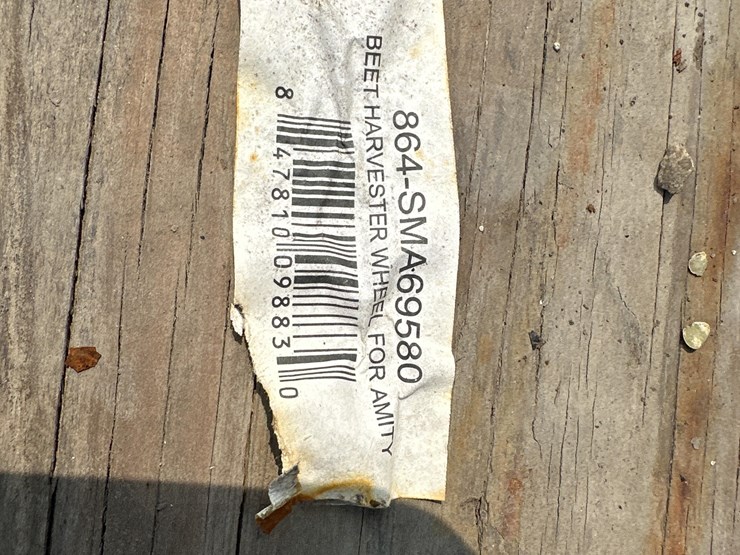 864-SMA69580
BEET HARVESTER WHEEL FOR AMITY
8 47810 09883 0